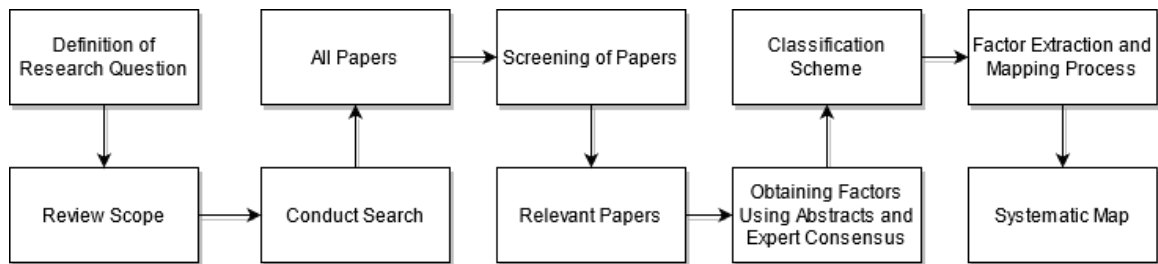 Definition of
Research Question
All Papers
Screening of Papers
Classification
Scheme
Factor Extraction and
Mapping Process
Review Scope
Conduct Search
Relevant Papers
Obtaining Factors
Using Abstracts and
Expert Consensus
Systematic Map